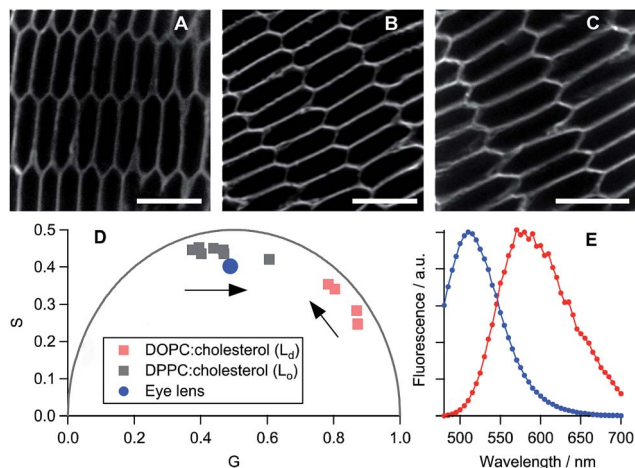 A
B
C
D
E
S
0.5
0.4
0.3
0.2
0.1
0.0
0.0
0.2
0.4
0.6
0.8
1.0
G
DOPC:cholesterol (Ld)
DPPC:cholesterol (Lo)
Eye lens
Fluorescence / a.u.
500
550
600
650
700
Wavelength / nm